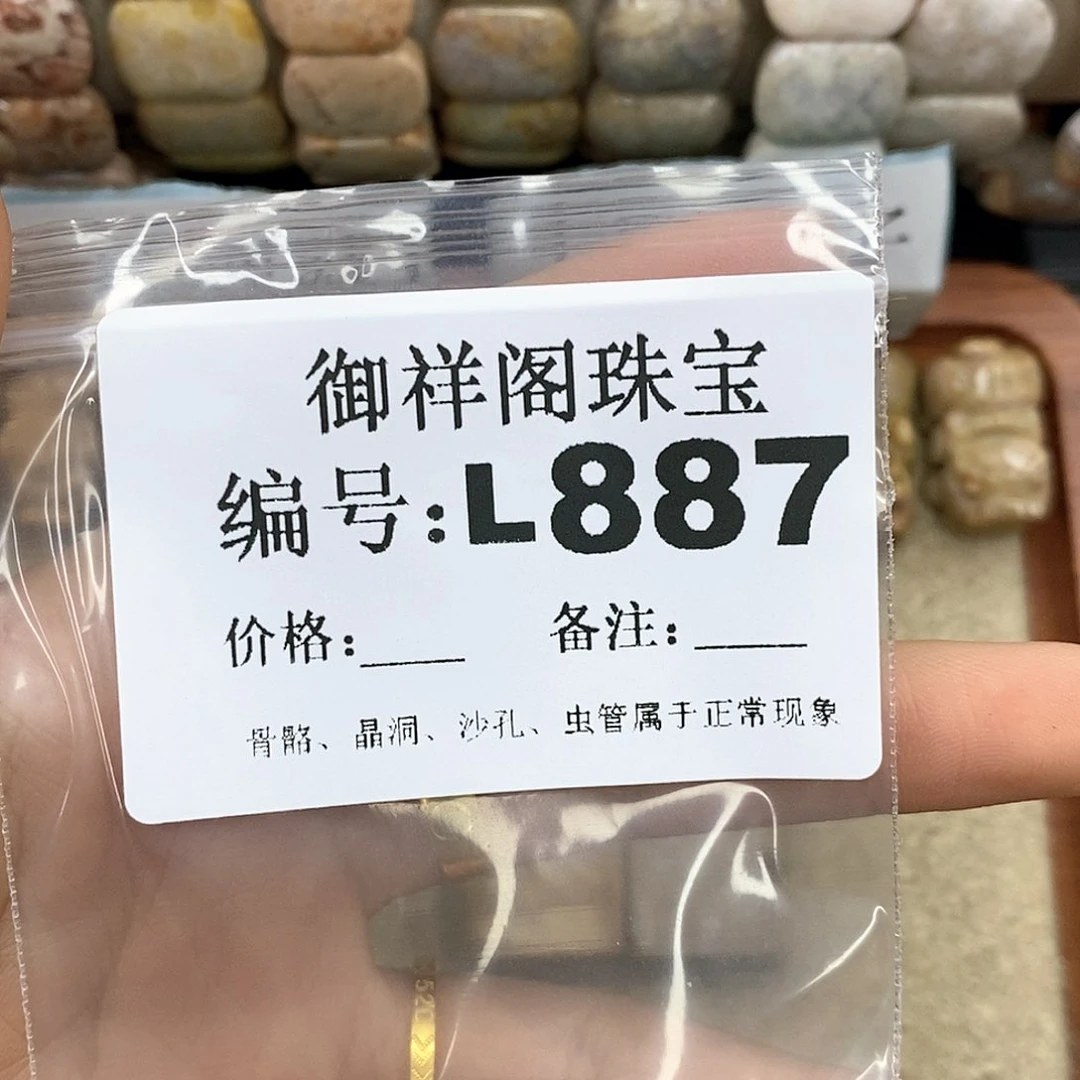 御祥阁珠宝
编号:L887
价格:____ 备注:____
骨骼、晶洞、沙孔、虫管属于正常现象
520